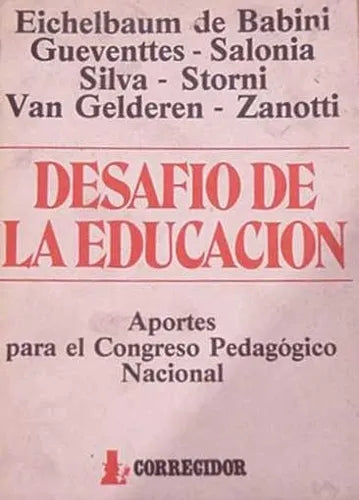 Eichelbaum de Babini
Gueventtes - Salonia
Silva - Storni
Van Gelderen - Zanotti
DESAFIO DE
LA EDUCACION
Aportes
para el Congreso Pedagógico
Nacional
CORREGIDOR